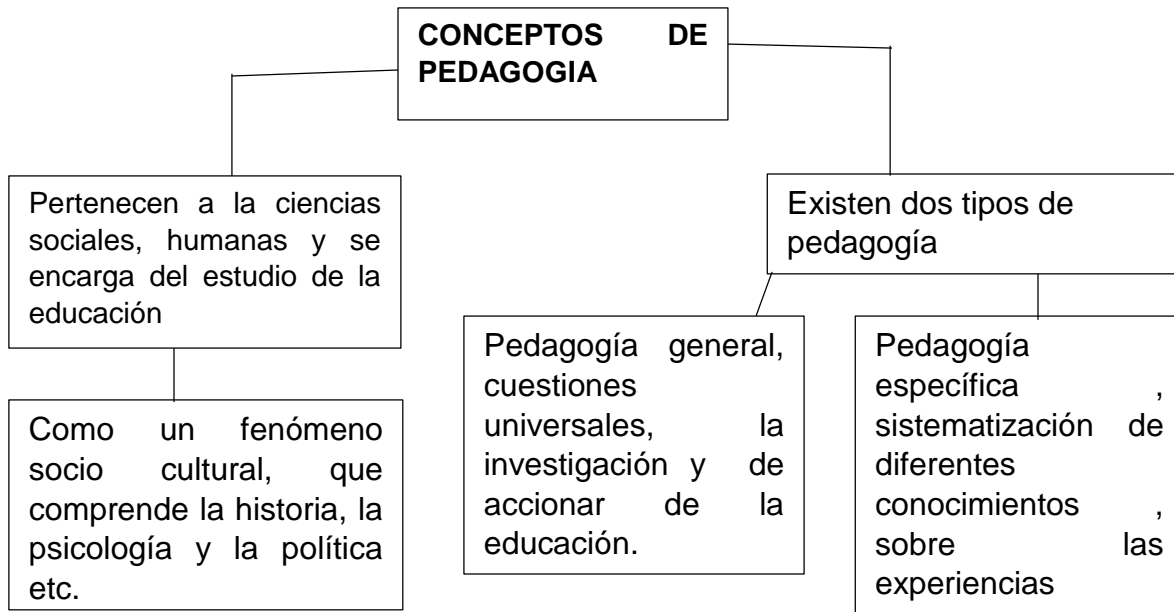 CONCEPTOS DE
PEDAGOGIA
Pertenecen a la ciencias
sociales, humanas y se
encarga del estudio de la
educación
Existen dos tipos de
pedagogía
Como un fenómeno
socio cultural, que
comprende la historia, la
psicología y la política
etc.
Pedagogía general,
cuestiones
universales, la
investigación y de
accionar de la
educación.
Pedagogía
específica ,
sistematización de
diferentes
conocimientos ,
sobre las
experiencias